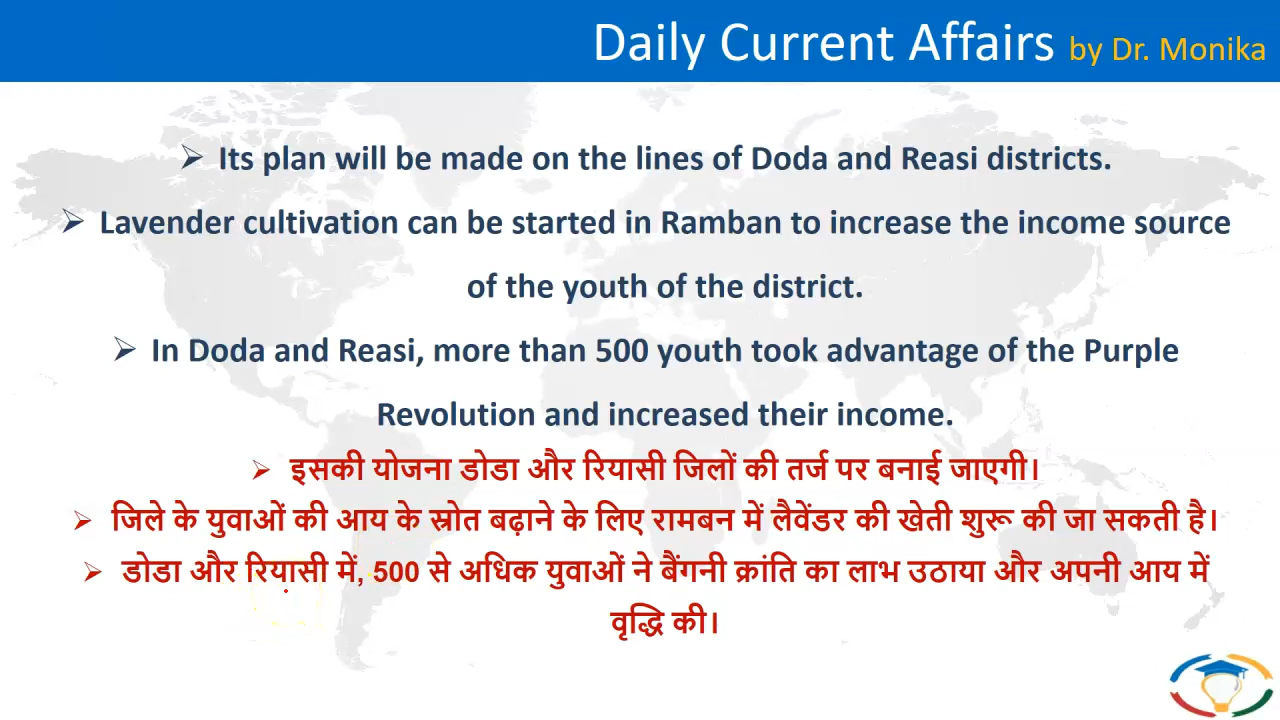 Daily Current Affairs by Dr. Monika
➢ Its plan will be made on the lines of Doda and Reasi districts.
➢ Lavender cultivation can be started in Ramban to increase the income source
of the youth of the district.
➢ In Doda and Reasi, more than 500 youth took advantage of the Purple
Revolution and increased their income.
➢ इसकी योजना डोडा और रियासी जिलों की तर्ज पर बनाई जाएगी।
➢ जिले के युवाओं की आय के स्रोत बढ़ाने के लिए रामबन में लैवेंडर की खेती शुरू की जा सकती है।
➢ डोडा और रियासी में, 500 से अधिक युवाओं ने बैंगनी क्रांति का लाभ उठाया और अपनी आय में
वृद्धि की।